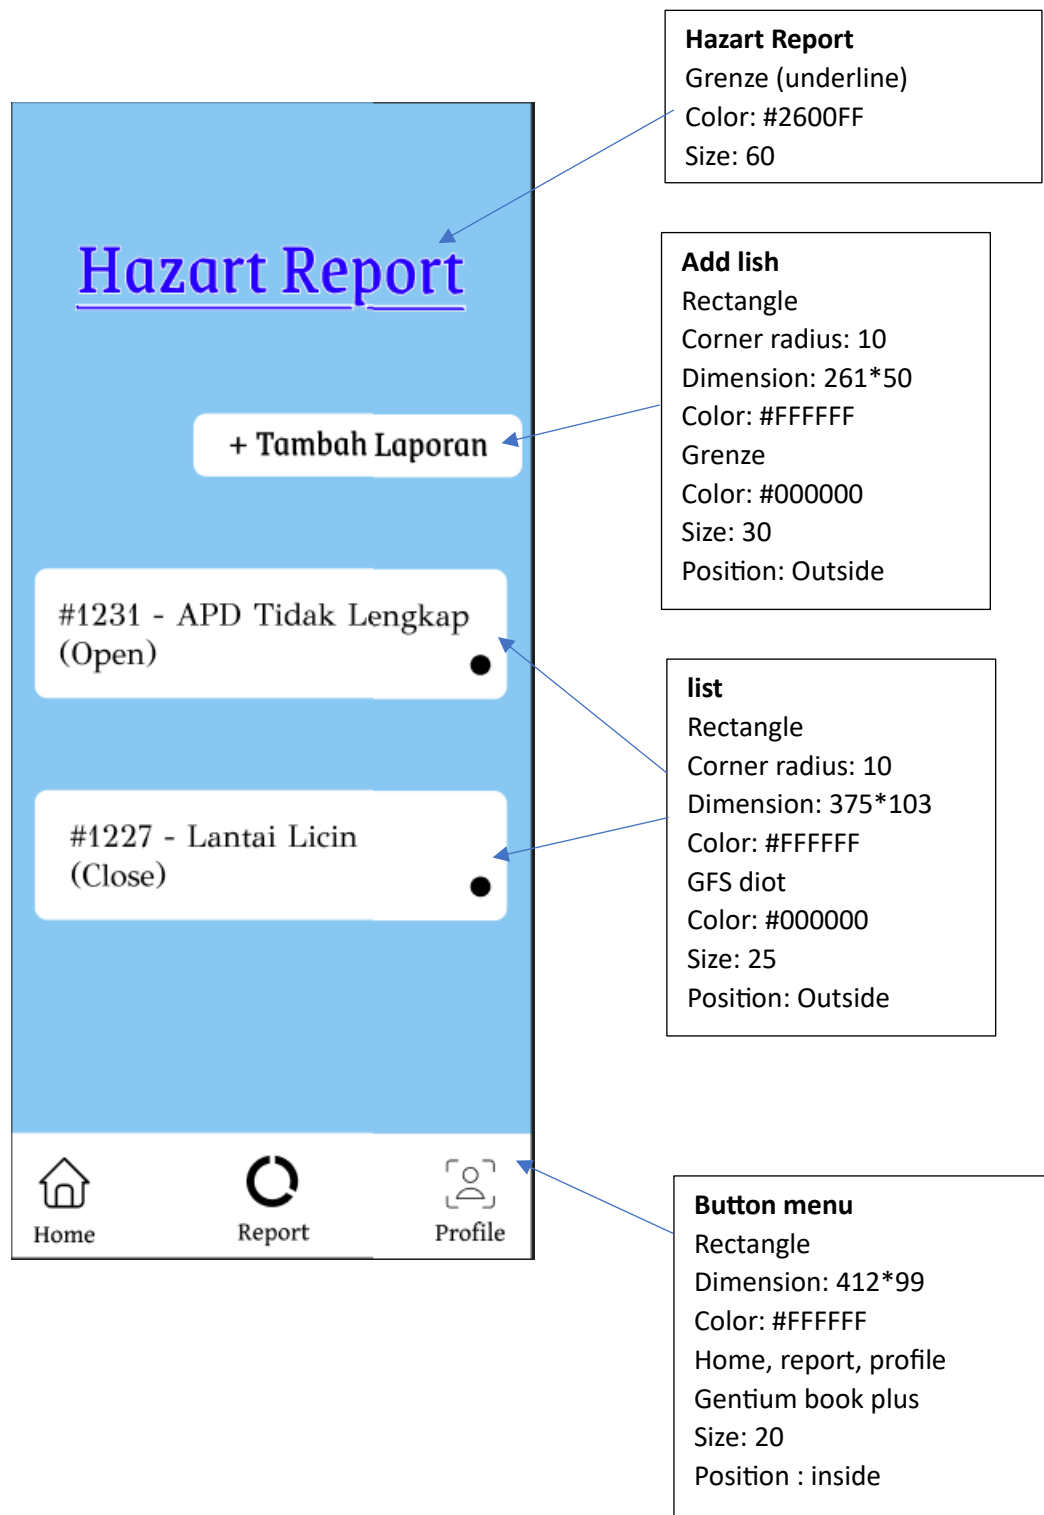 Hazart Report
Grenze (underline)
Color: #2600FF
Size: 60
Hazart Report
Add lish
Rectangle
Corner radius: 10
Dimension: 261*50
Color: #FFFFFF
Grenze
Color: #000000
Size: 30
Position: Outside
+ Tambah Laporan
#1231 - APD Tidak Lengkap
(Open)
list
Rectangle
Corner radius: 10
Dimension: 375*103
Color: #FFFFFF
GFS diot
Color: #000000
Size: 25
Position: Outside
#1227 - Lantai Licin
(Close)
Home
Report
Profile
Button menu
Rectangle
Dimension: 412*99
Color: #FFFFFF
Home, report, profile
Gentium book plus
Size: 20
Position : inside